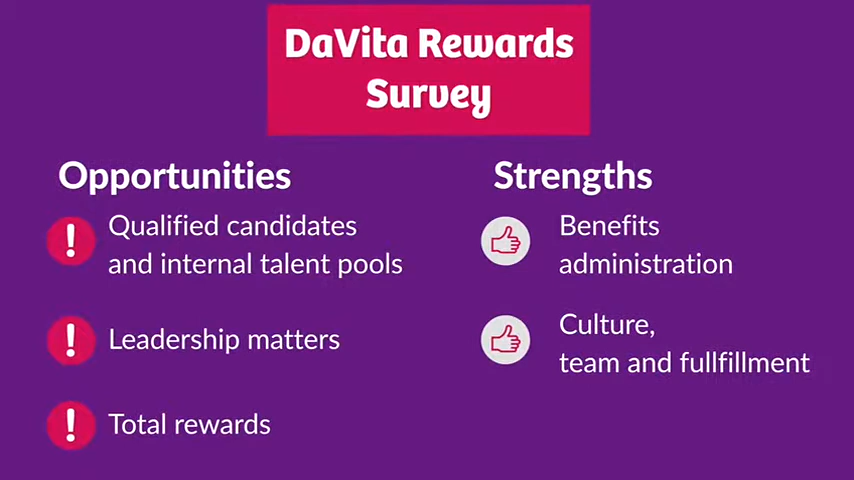 DaVita Rewards
Survey
Opportunities
Qualified candidates
and internal talent pools
Leadership matters
Total rewards
Strengths
Benefits
administration
Culture,
team and fullfillment